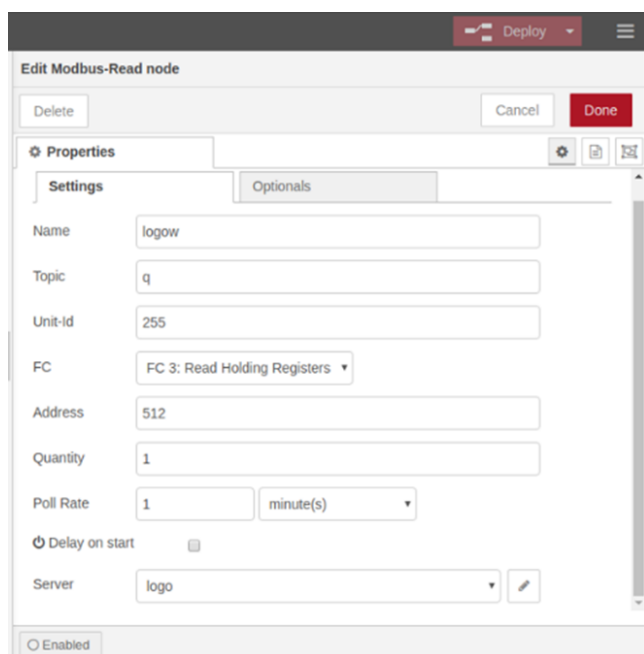 Deploy
Edit Modbus-Read node
Delete Cancel Done
Properties
Settings Optionals
Name logow
Topic q
Unit-Id 255
FC FC 3: Read Holding Registers
Address 512
Quantity 1
Poll Rate 1 minute(s)
Delay on start
Server logo
Enabled